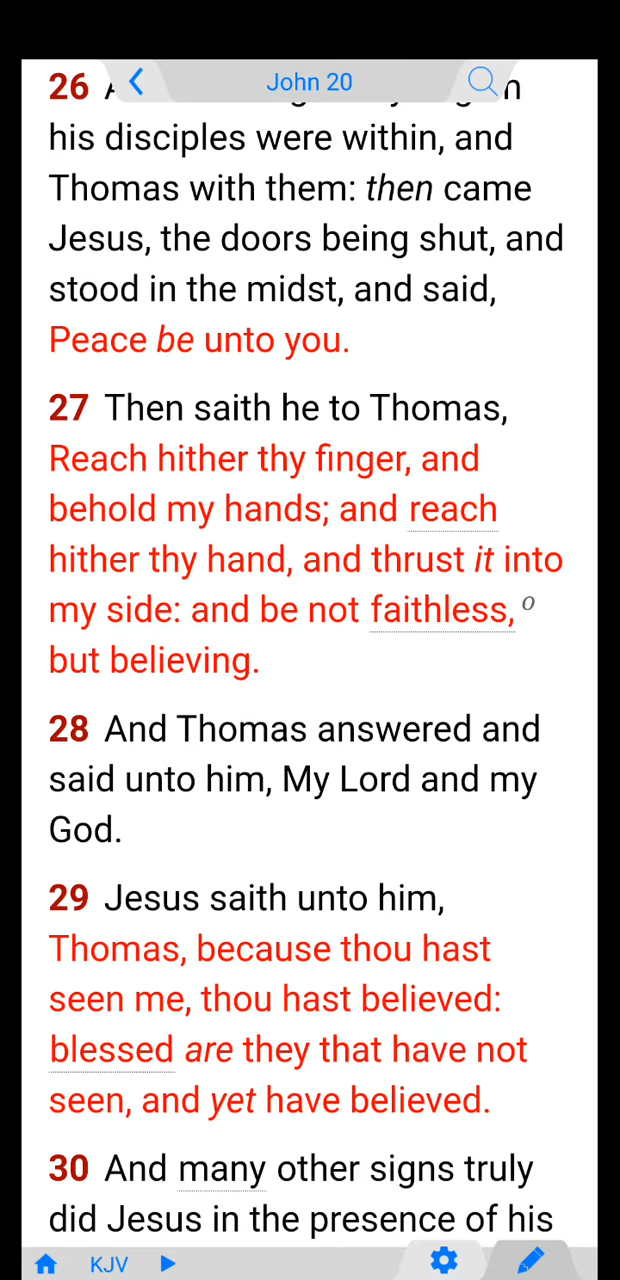 John 20
26
his disciples were within, and
Thomas with them: then came
Jesus, the doors being shut, and
stood in the midst, and said,
Peace be unto you.
27 Then saith he to Thomas,
Reach hither thy finger, and
behold my hands; and reach
hither thy hand, and thrust it into
my side: and be not faithless, o
but believing.
28 And Thomas answered and
said unto him, My Lord and my
God.
29 Jesus saith unto him,
Thomas, because thou hast
seen me, thou hast believed:
blessed are they that have not
seen, and yet have believed.
30 And many other signs truly
did Jesus in the presence of his
KJV